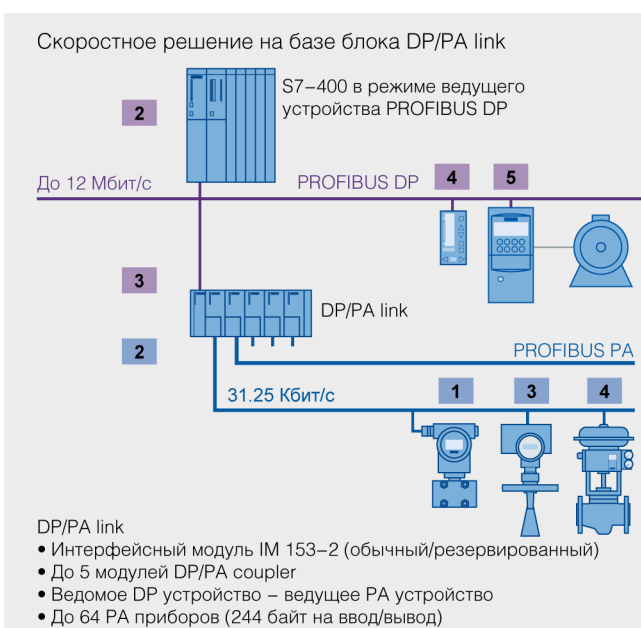 Скоростное решение на базе блока DP/PA link
S7–400 в режиме ведущего
устройства PROFIBUS DP
2
До 12 Мбит/с
PROFIBUS DP
4
5
3
DP/PA link
2
PROFIBUS PA
31.25 Кбит/с
1
3
4
DP/PA link
• Интерфейсный модуль IM 153–2 (обычный/резервированный)
• До 5 модулей DP/PA coupler
• Ведомое DP устройство – ведущее PA устройство
• До 64 PA приборов (244 байт на ввод/вывод)